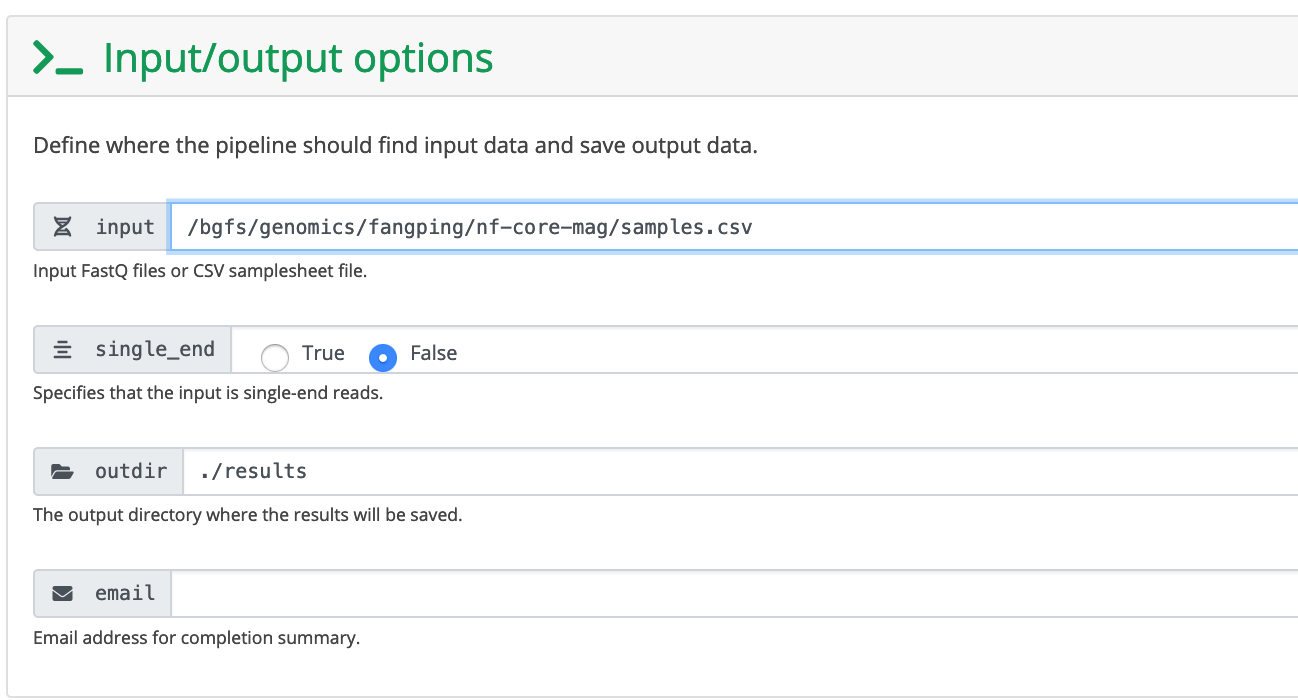 Input/output options
Define where the pipeline should find input data and save output data.
input /bgfs/genomics/fangping/nf-core-mag/samples.csv
Input FastQ files or CSV samplesheet file.
single_end True False
Specifies that the input is single-end reads.
outdir ./results
The output directory where the results will be saved.
email
Email address for completion summary.